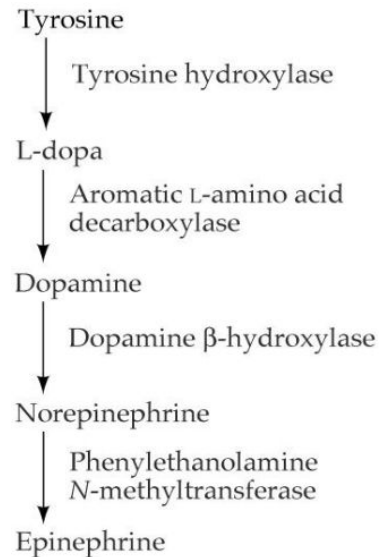 Tyrosine
Tyrosine hydroxylase
L-dopa
Aromatic L-amino acid
decarboxylase
Dopamine
Dopamine β-hydroxylase
Norepinephrine
Phenylethanolamine
N-methyltransferase
Epinephrine